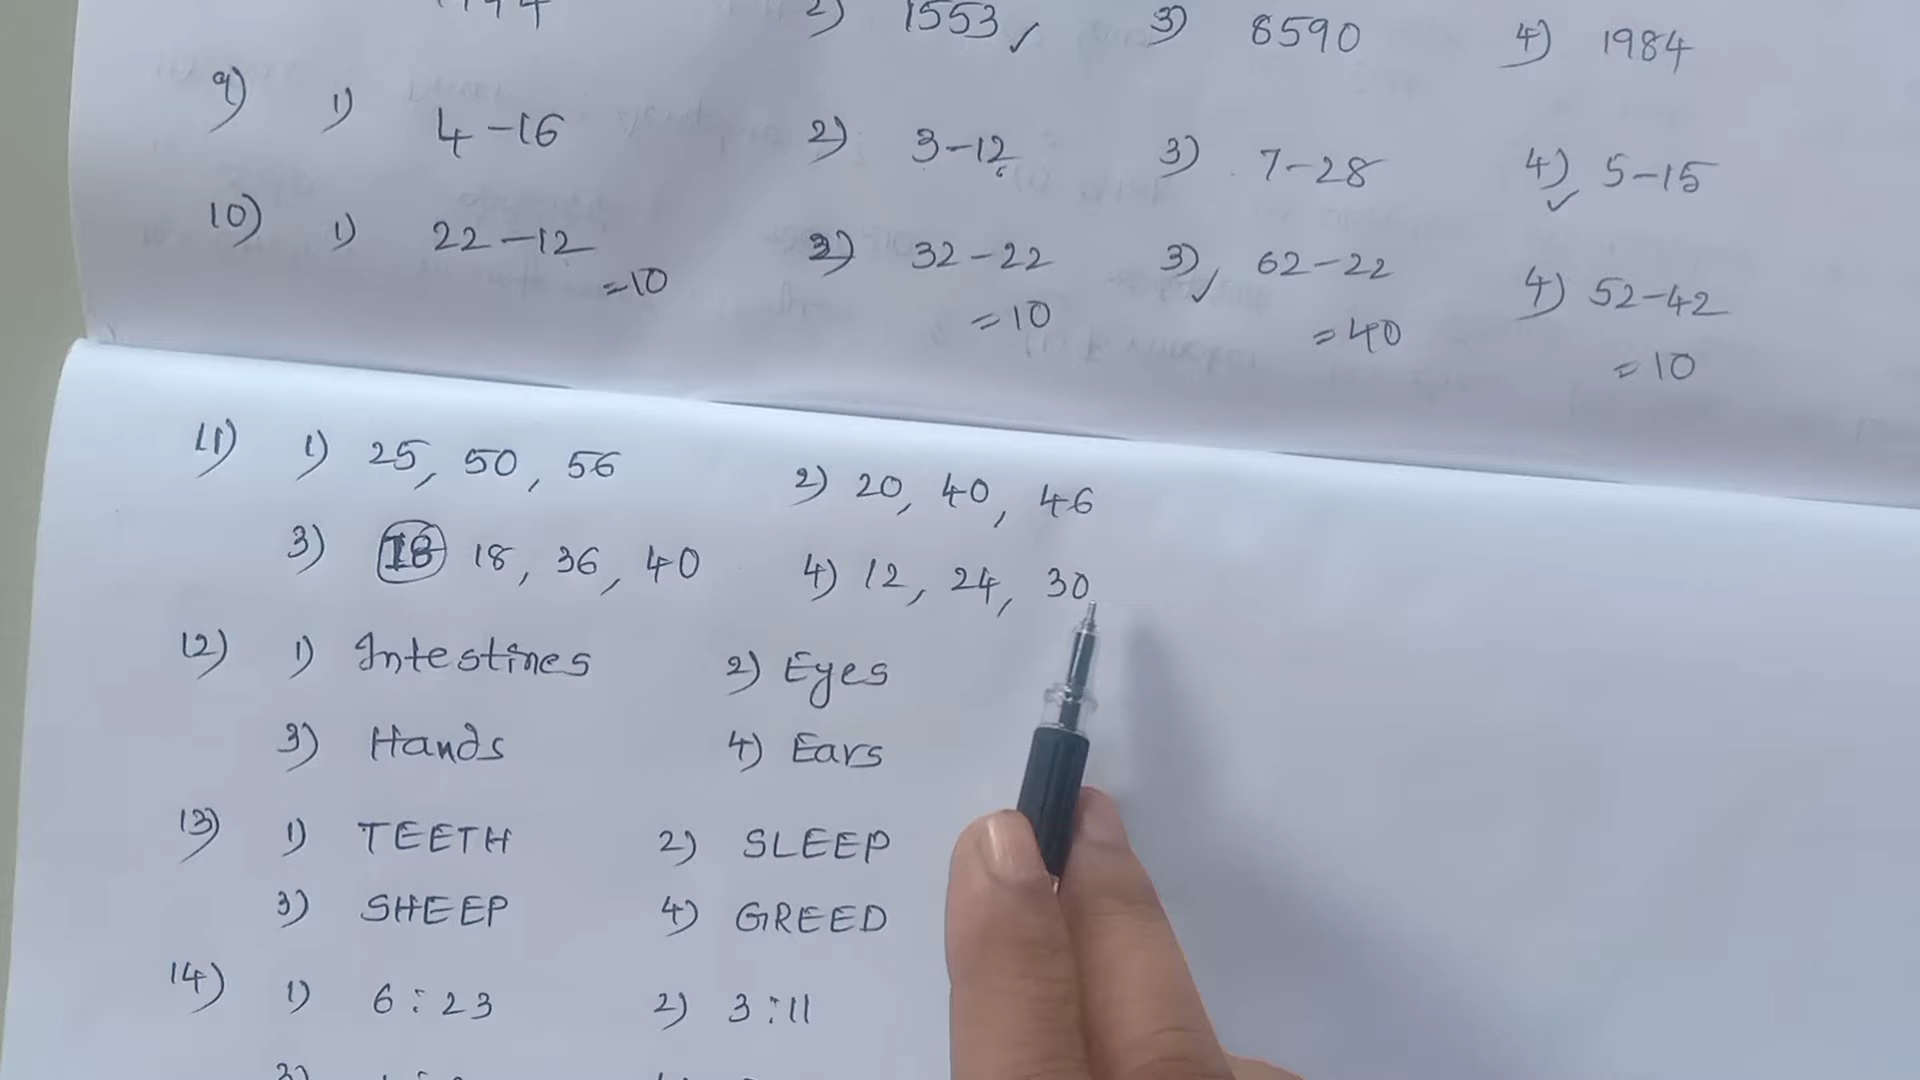 2) 1553 ✓ 3) 8590 4) 1984
9) 1) 4-16 2) 3-12 3) 7-28 4) ✓ 5-15
10) 1) 22-12 =10 2) 32-22 =10 3) ✓ 62-22 =40 4) 52-42 =10
11) 1) 25, 50, 56 2) 20, 40, 46
3) 18, 36, 40 4) 12, 24, 30
12) 1) Intestines 2) Eyes
3) Hands 4) Ears
13) 1) TEETH 2) SLEEP
3) SHEEP 4) GREED
14) 1) 6:23 2) 3:11
3)